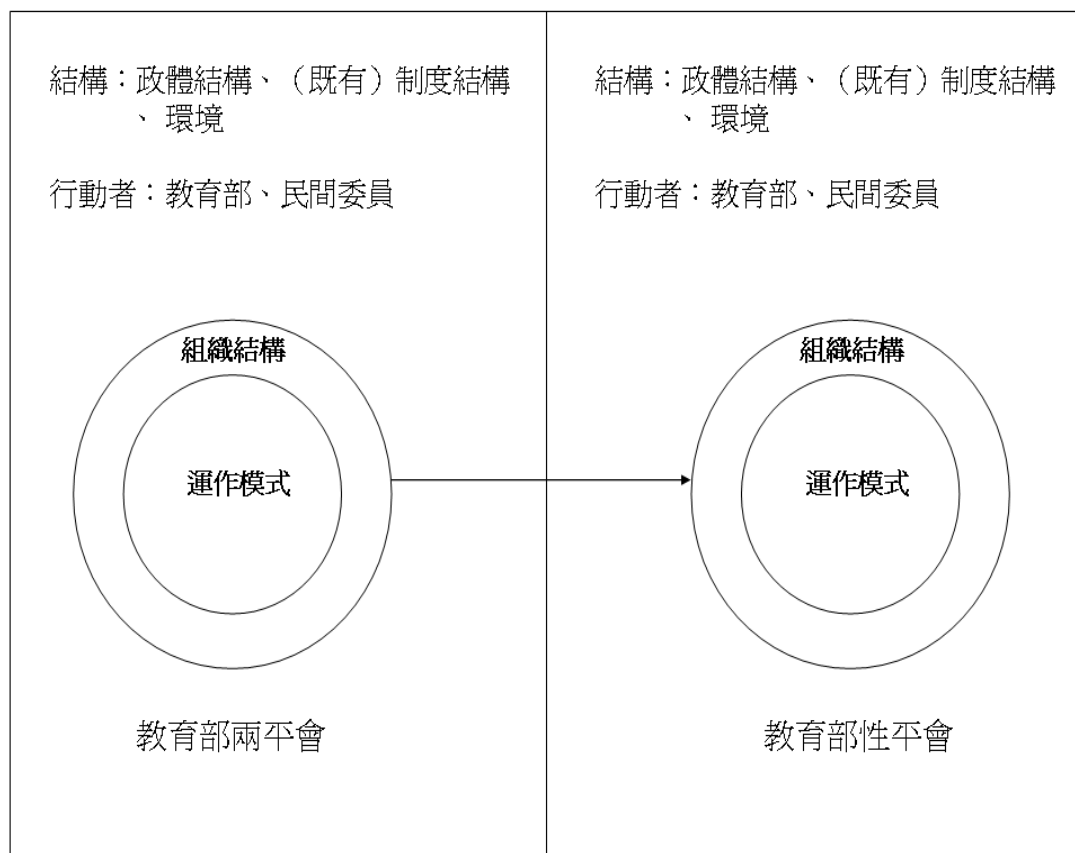 結構：政體結構、（既有）制度結構
、環境
行動者：教育部、民間委員
組織結構
運作模式
教育部兩平會
結構：政體結構、（既有）制度結構
、環境
行動者：教育部、民間委員
組織結構
運作模式
教育部性平會